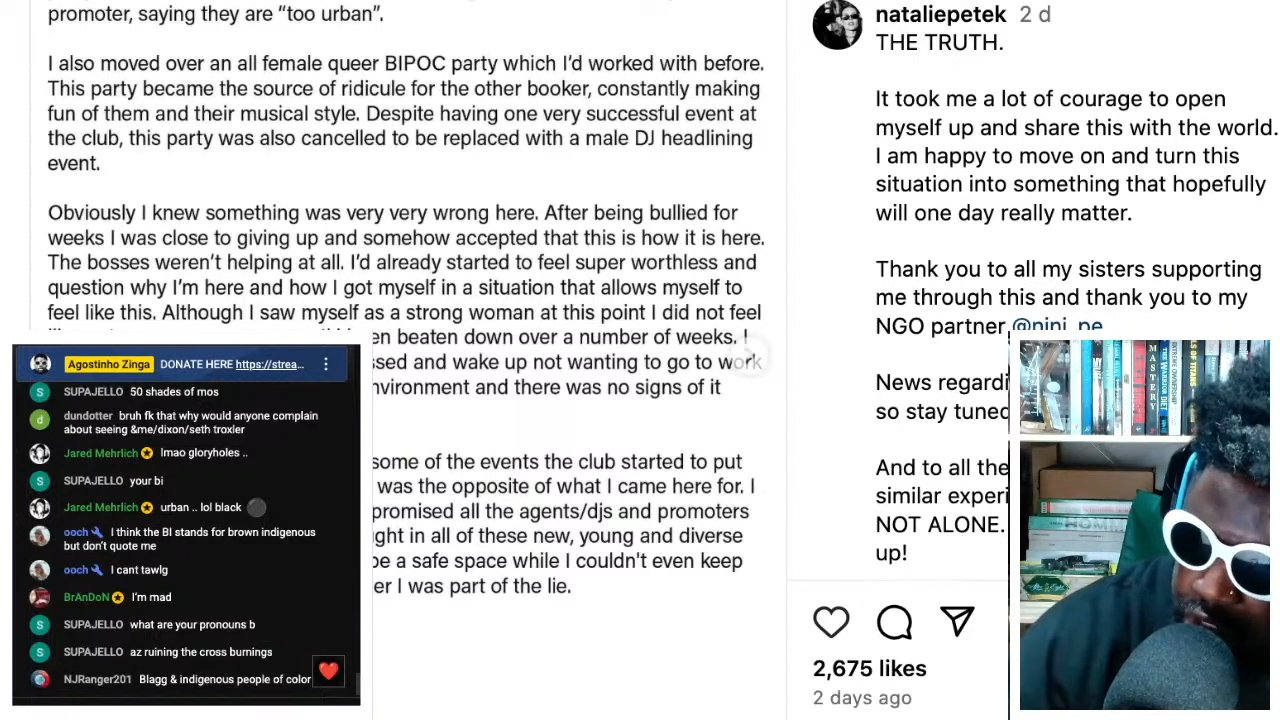 promoter, saying they are “too urban”.
I also moved over an all female queer BIPOC party which I’d worked with before.
This party became the source of ridicule for the other booker, constantly making
fun of them and their musical style. Despite having one very successful event at
the club, this party was also cancelled to be replaced with a male DJ headlining
event.
Obviously I knew something was very very wrong here. After being bullied for
weeks I was close to giving up and somehow accepted that this is how it is here.
The bosses weren’t helping at all. I’d already started to feel super worthless and
question why I’m here and how I got myself in a situation that allows myself to
feel like this. Although I saw myself as a strong woman at this point I did not feel
en beaten down over a number of weeks. I
ssed and wake up not wanting to go to work
nvironment and there was no signs of it
some of the events the club started to put
was the opposite of what I came here for. I
promised all the agents/djs and promoters
ght in all of these new, young and diverse
be a safe space while I couldn't even keep
er I was part of the lie.
nataliepetek 2 d
THE TRUTH.
It took me a lot of courage to open
myself up and share this with the world.
I am happy to move on and turn this
situation into something that hopefully
will one day really matter.
Thank you to all my sisters supporting
me through this and thank you to my
NGO partner @nini_pe
News regardi
so stay tuned
And to all the
similar experi
NOT ALONE.
up!
2,675 likes
2 days ago
Agostinho Zinga DONATE HERE https://strea...
SUPAJELLO 50 shades of mos
dundotter bruh fk that why would anyone complain
about seeing &me/dixon/seth troxler
Jared Mehrlich lmao gloryholes ..
SUPAJELLO your bi
Jared Mehrlich urban .. lol black
ooch I think the BI stands for brown indigenous
but don't quote me
ooch I cant tawlg
BrAnDoN I'm mad
SUPAJELLO what are your pronouns b
SUPAJELLO az ruining the cross burnings
NJRanger201 Blagg & indigenous people of color
MASTERY
THE WARRIOR DIET